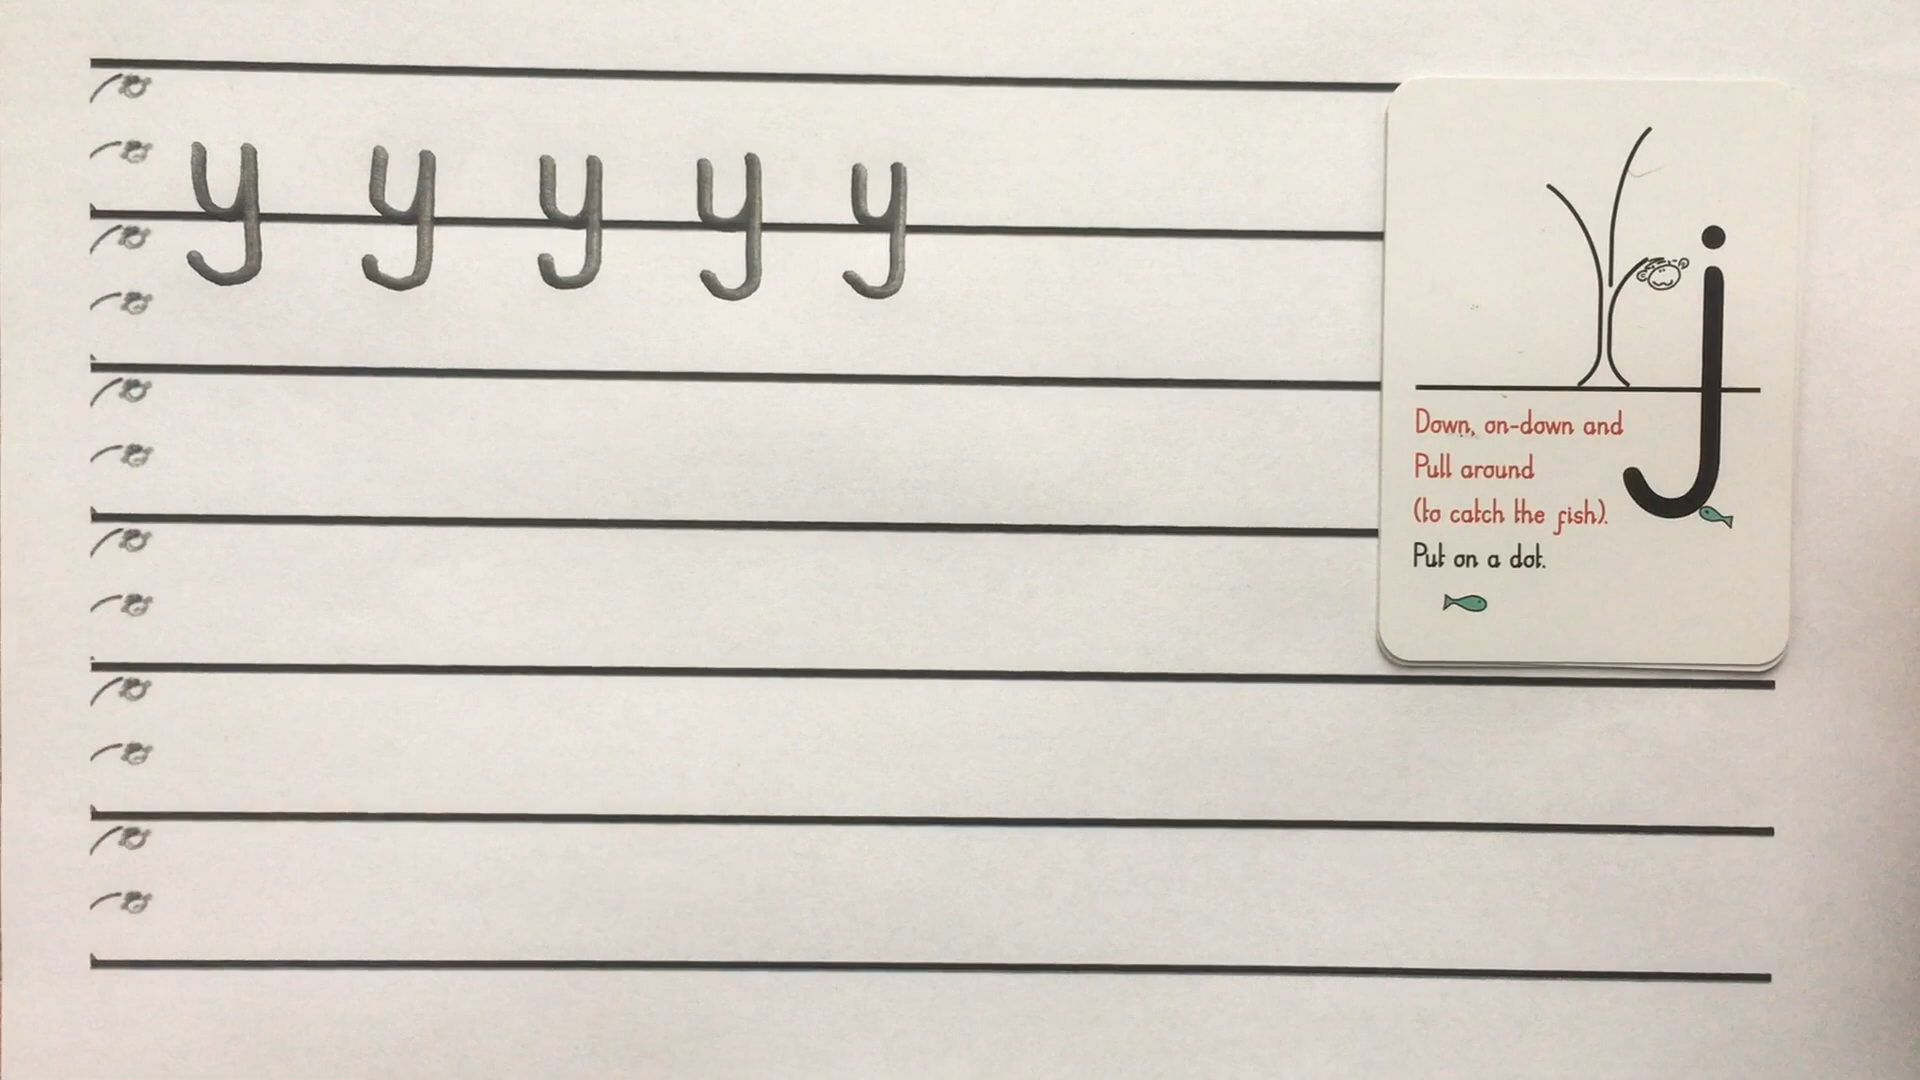 y y y y y
j
Down, on-down and
Pull around
(to catch the fish).
Put on a dot.